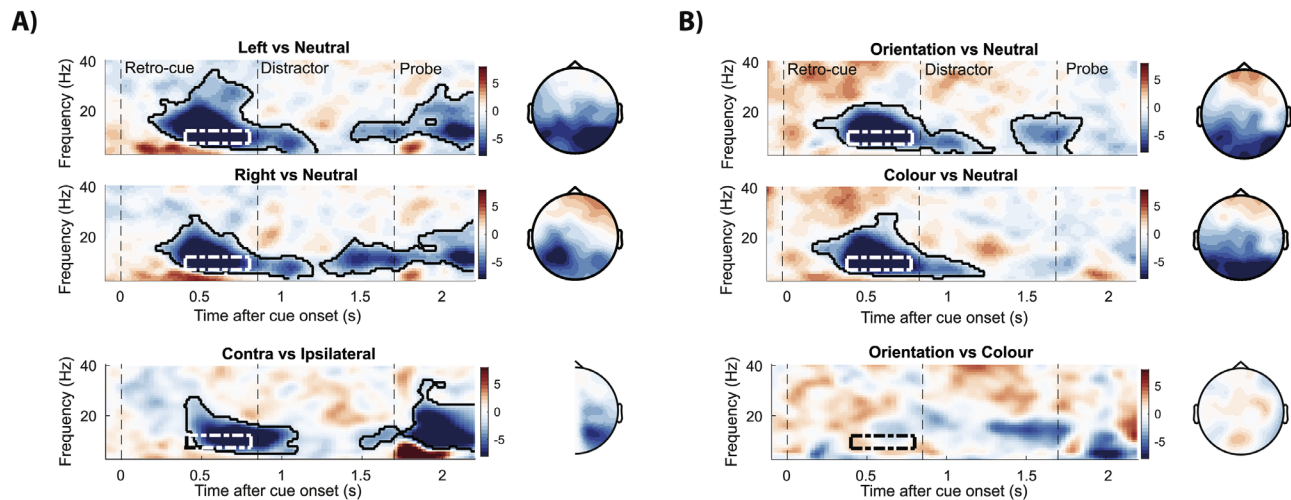 A)
Left vs Neutral
Frequency (Hz)
40
20
Retro-cue
Distractor
Probe
5
0
-5
Right vs Neutral
Frequency (Hz)
40
20
0
0.5
1
1.5
2
Time after cue onset (s)
5
0
-5
Contra vs Ipsilateral
Frequency (Hz)
40
20
0
0.5
1
1.5
2
Time after cue onset (s)
5
0
-5
B)
Orientation vs Neutral
Frequency (Hz)
40
20
Retro-cue
Distractor
Probe
5
0
-5
Colour vs Neutral
Frequency (Hz)
40
20
0
0.5
1
1.5
2
Time after cue onset (s)
5
0
-5
Orientation vs Colour
Frequency (Hz)
40
20
0
0.5
1
1.5
2
Time after cue onset (s)
5
0
-5